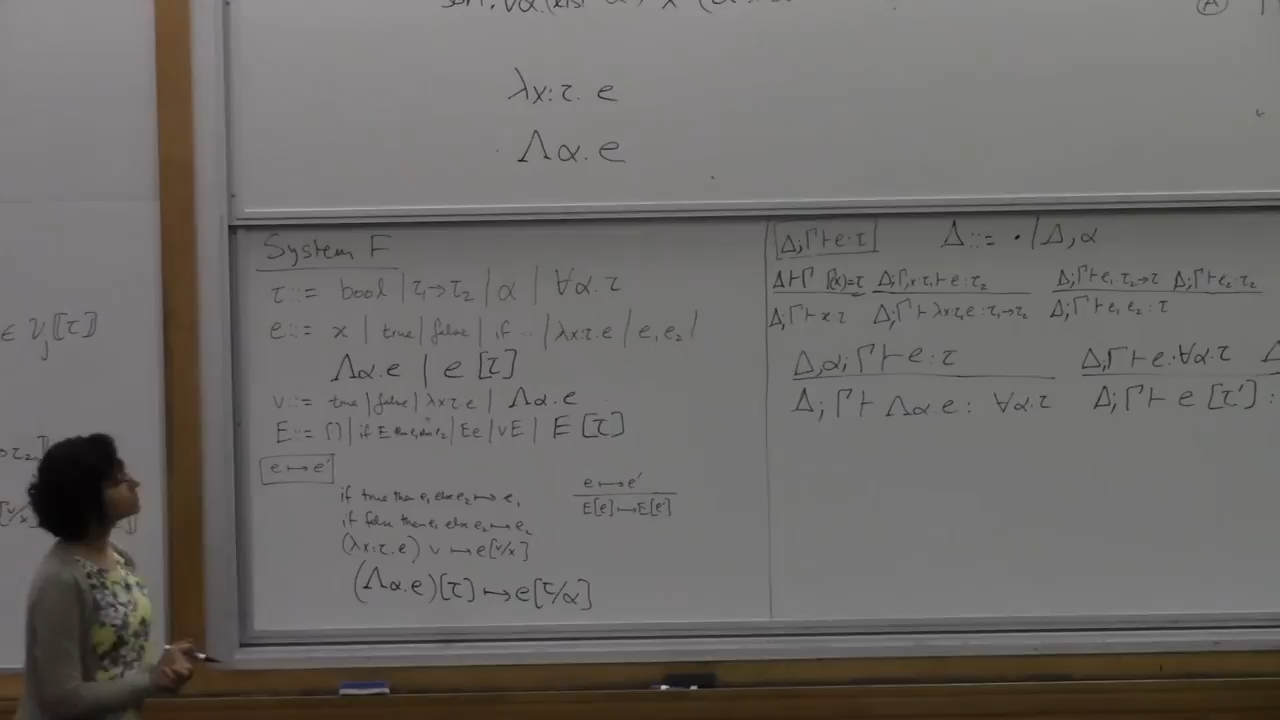 λx:τ. e
Λα. e
System F
τ::= bool | τ₁→τ₂ | α | ∀α.τ
e::= x | true | false | if ... | λx:τ.e | e₁e₂ |
Λα.e | e [τ]
v::= true | false | λx:τ.e | Λα.e
E::= [] | if E then e₁ else e₂ | E e | v E | E [τ]
e ↦ e'
if true then e₁ else e₂ ↦ e₁
if false then e₁ else e₂ ↦ e₂
(λx:τ.e) v ↦ e[v/x]
(Λα.e)[τ] ↦ e[τ/α]
e ↦ e'
E[e] ↦ E[e']
Δ;Γ⊢e:τ
Δ::= · | Δ,α
Δ⊢Γ Γ(x)=τ
Δ;Γ⊢x:τ
Δ;Γ,x:τ₁⊢e:τ₂
Δ;Γ⊢λx:τ₁.e:τ₁→τ₂
Δ;Γ⊢e₁:τ₂→τ Δ;Γ⊢e₂:τ₂
Δ;Γ⊢e₁ e₂:τ
Δ,α;Γ⊢e:τ
Δ;Γ⊢Λα.e: ∀α.τ
Δ;Γ⊢e:∀α.τ Δ
Δ;Γ⊢e [τ'] :
∈ V_j[[τ]]
[v/x]